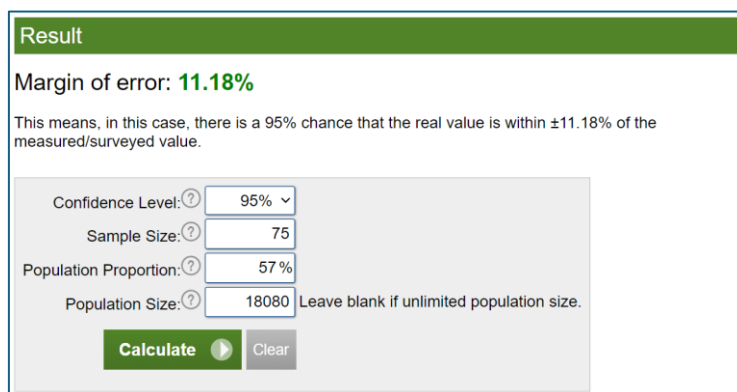 Result
Margin of error: 11.18%
This means, in this case, there is a 95% chance that the real value is within ±11.18% of the
measured/surveyed value.
Confidence Level: ? 95%
Sample Size: ? 75
Population Proportion: ? 57%
Population Size: ? 18080 Leave blank if unlimited population size.
Calculate Clear